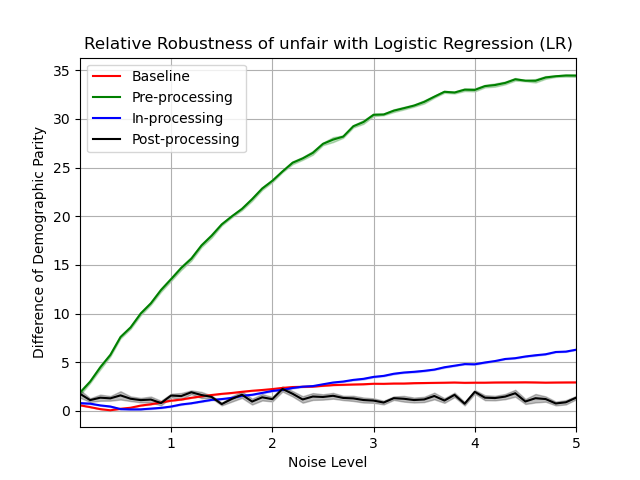 Relative Robustness of unfair with Logistic Regression (LR)
Baseline
Pre-processing
In-processing
Post-processing
Difference of Demographic Parity
35
30
25
20
15
10
5
0
1 2 3 4 5
Noise Level